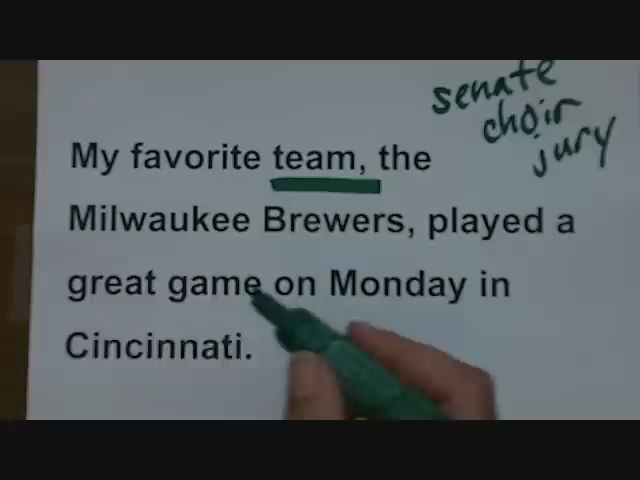 senate
choir
jury
My favorite team, the
Milwaukee Brewers, played a
great game on Monday in
Cincinnati.